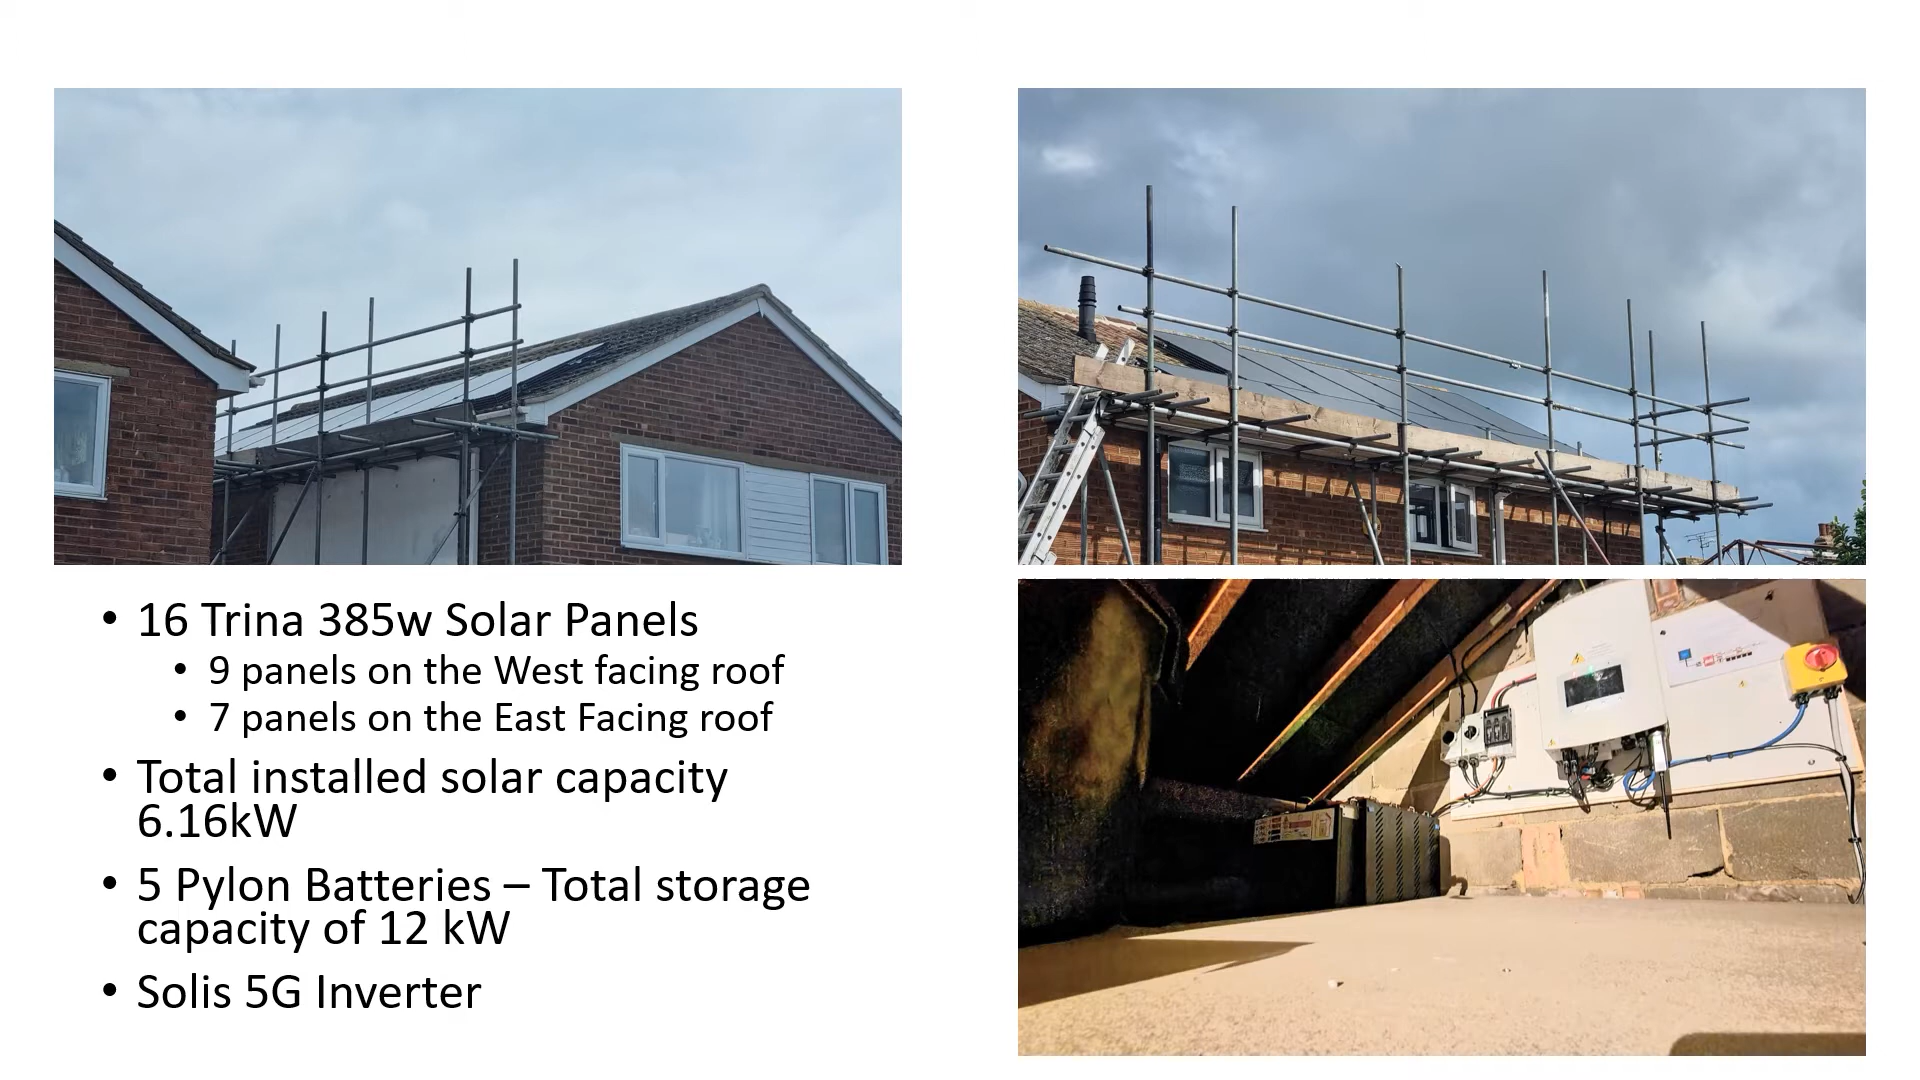 • 16 Trina 385w Solar Panels
• 9 panels on the West facing roof
• 7 panels on the East Facing roof
• Total installed solar capacity
6.16kW
• 5 Pylon Batteries – Total storage
capacity of 12 kW
• Solis 5G Inverter